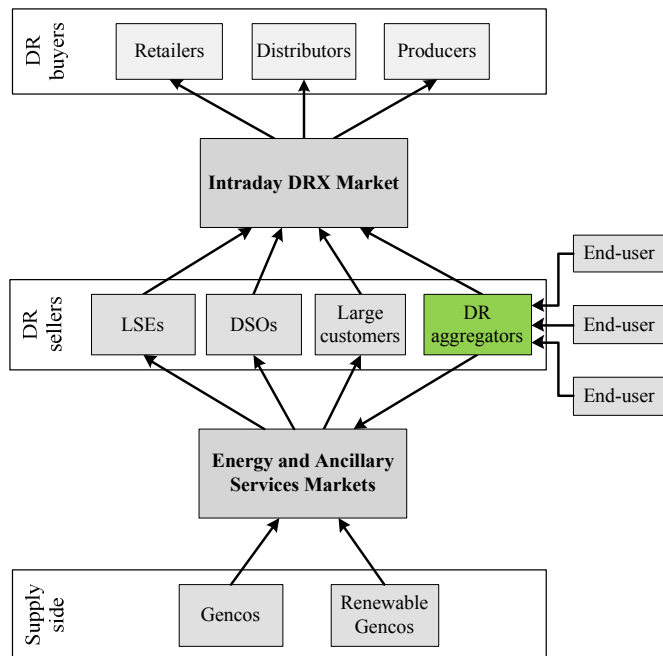 DR
buyers
Retailers
Distributors
Producers
Intraday DRX Market
DR
sellers
LSEs
DSOs
Large
customers
DR
aggregators
End-user
End-user
End-user
Energy and Ancillary
Services Markets
Supply
side
Gencos
Renewable
Gencos